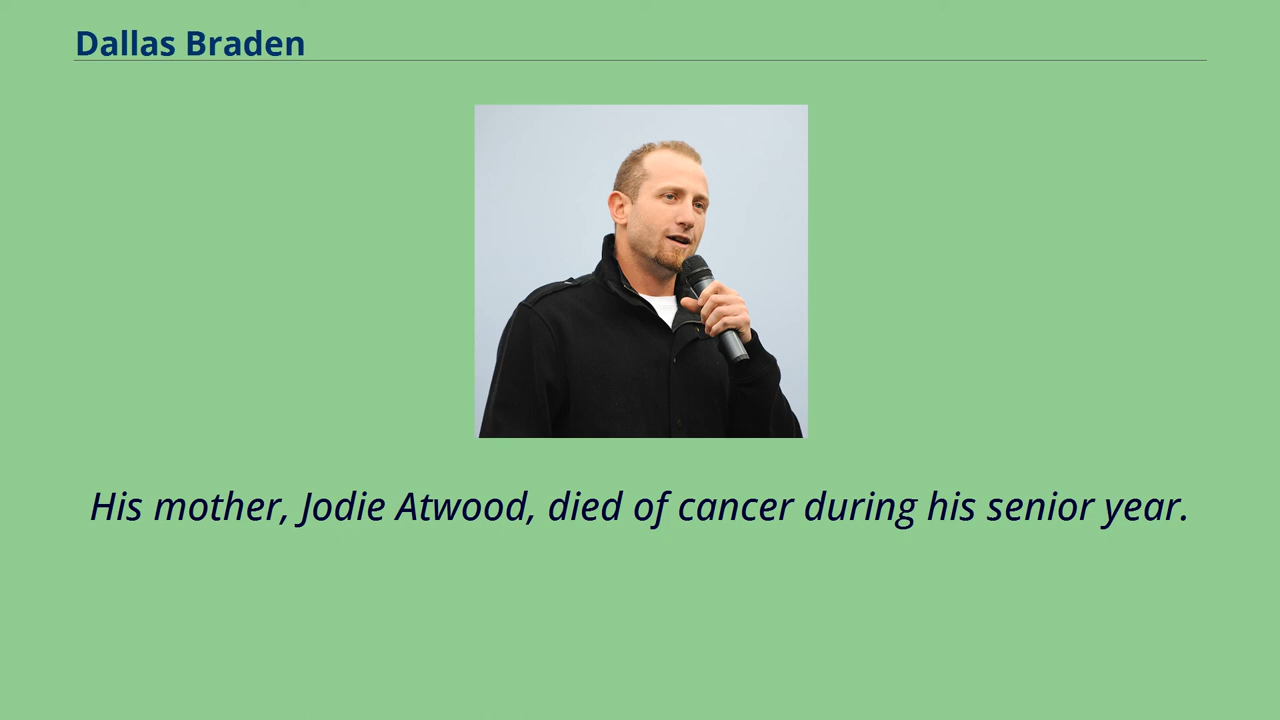 Dallas Braden
His mother, Jodie Atwood, died of cancer during his senior year.